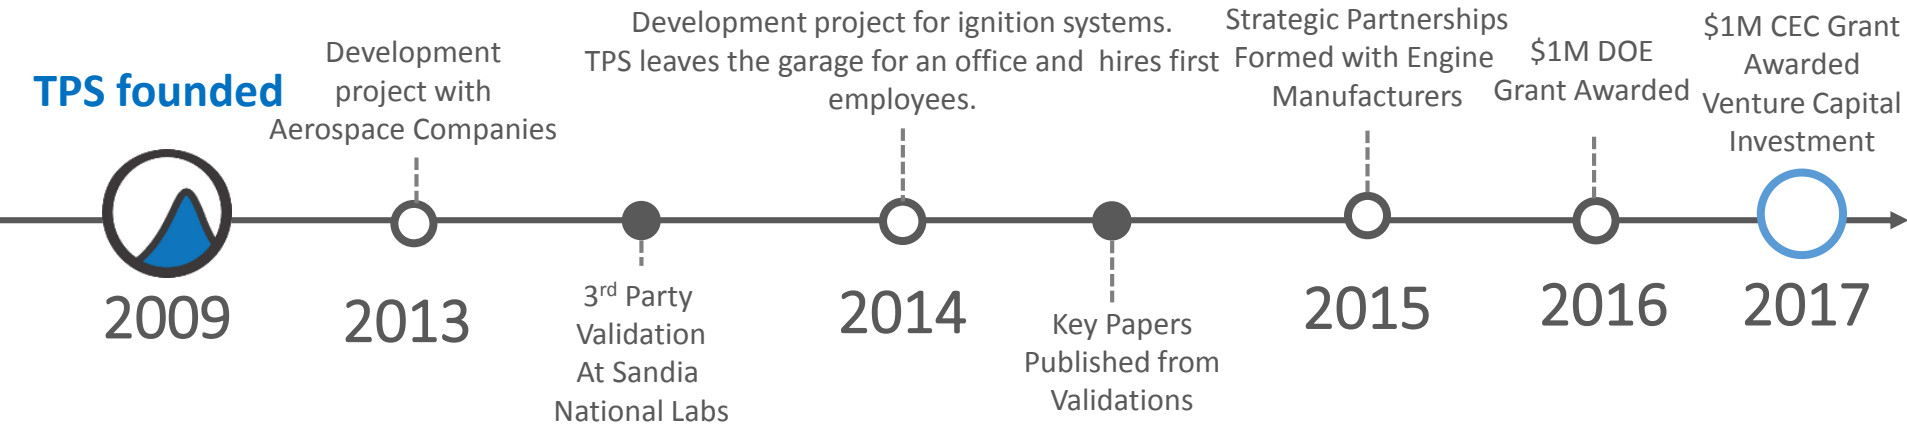 TPS founded
2009
Development
project with
Aerospace Companies
2013
3rd Party
Validation
At Sandia
National Labs
Development project for ignition systems.
TPS leaves the garage for an office and hires first
employees.
2014
Key Papers
Published from
Validations
Strategic Partnerships
Formed with Engine
Manufacturers
2015
$1M DOE
Grant Awarded
2016
$1M CEC Grant
Awarded
Venture Capital
Investment
2017